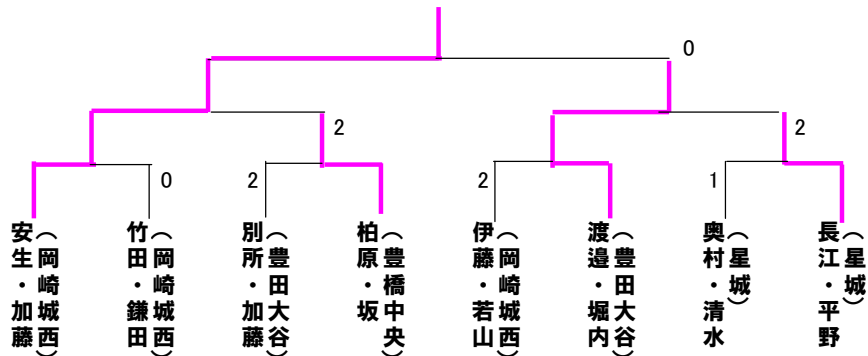 0
2
2
0
2
2
1
安生・加藤
(岡崎城西)
竹田・鎌田
(岡崎城西)
別所・加藤
(豊田大谷)
柏原・坂
(豊橋中央)
伊藤・若山
(岡崎城西)
渡邉・堀内
(豊田大谷)
奥村・清水
(星城)
長江・平野
(星城)